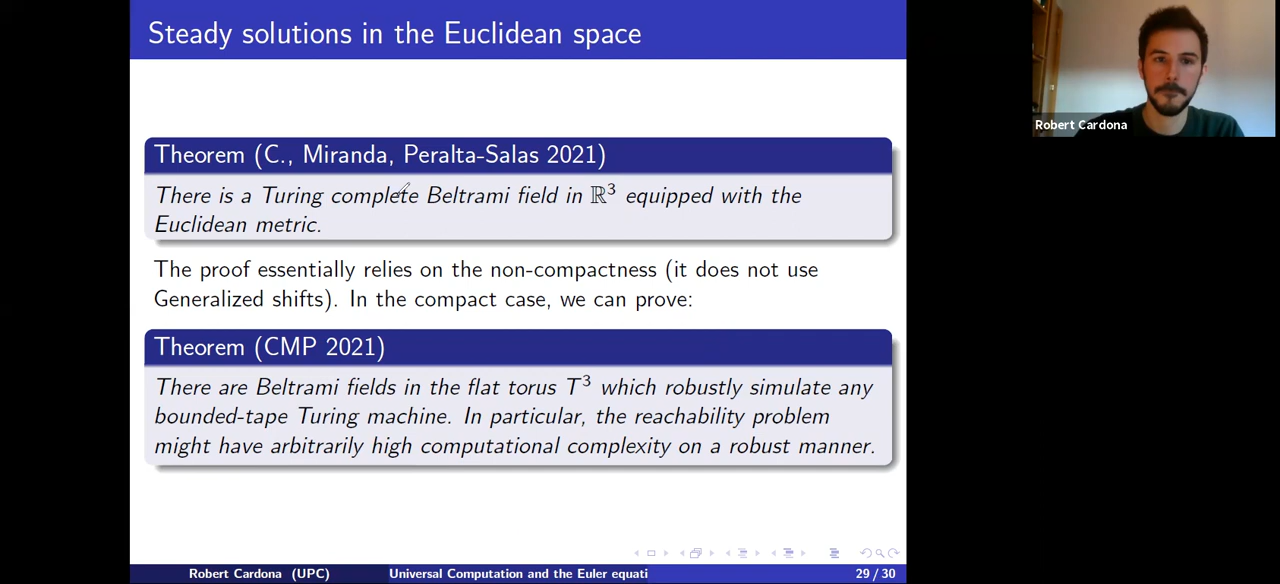 Steady solutions in the Euclidean space
Robert Cardona
Theorem (C., Miranda, Peralta-Salas 2021)
There is a Turing complete Beltrami field in ℝ³ equipped with the
Euclidean metric.
The proof essentially relies on the non-compactness (it does not use
Generalized shifts). In the compact case, we can prove:
Theorem (CMP 2021)
There are Beltrami fields in the flat torus T³ which robustly simulate any
bounded-tape Turing machine. In particular, the reachability problem
might have arbitrarily high computational complexity on a robust manner.
Robert Cardona (UPC) Universal Computation and the Euler equati 29 / 30